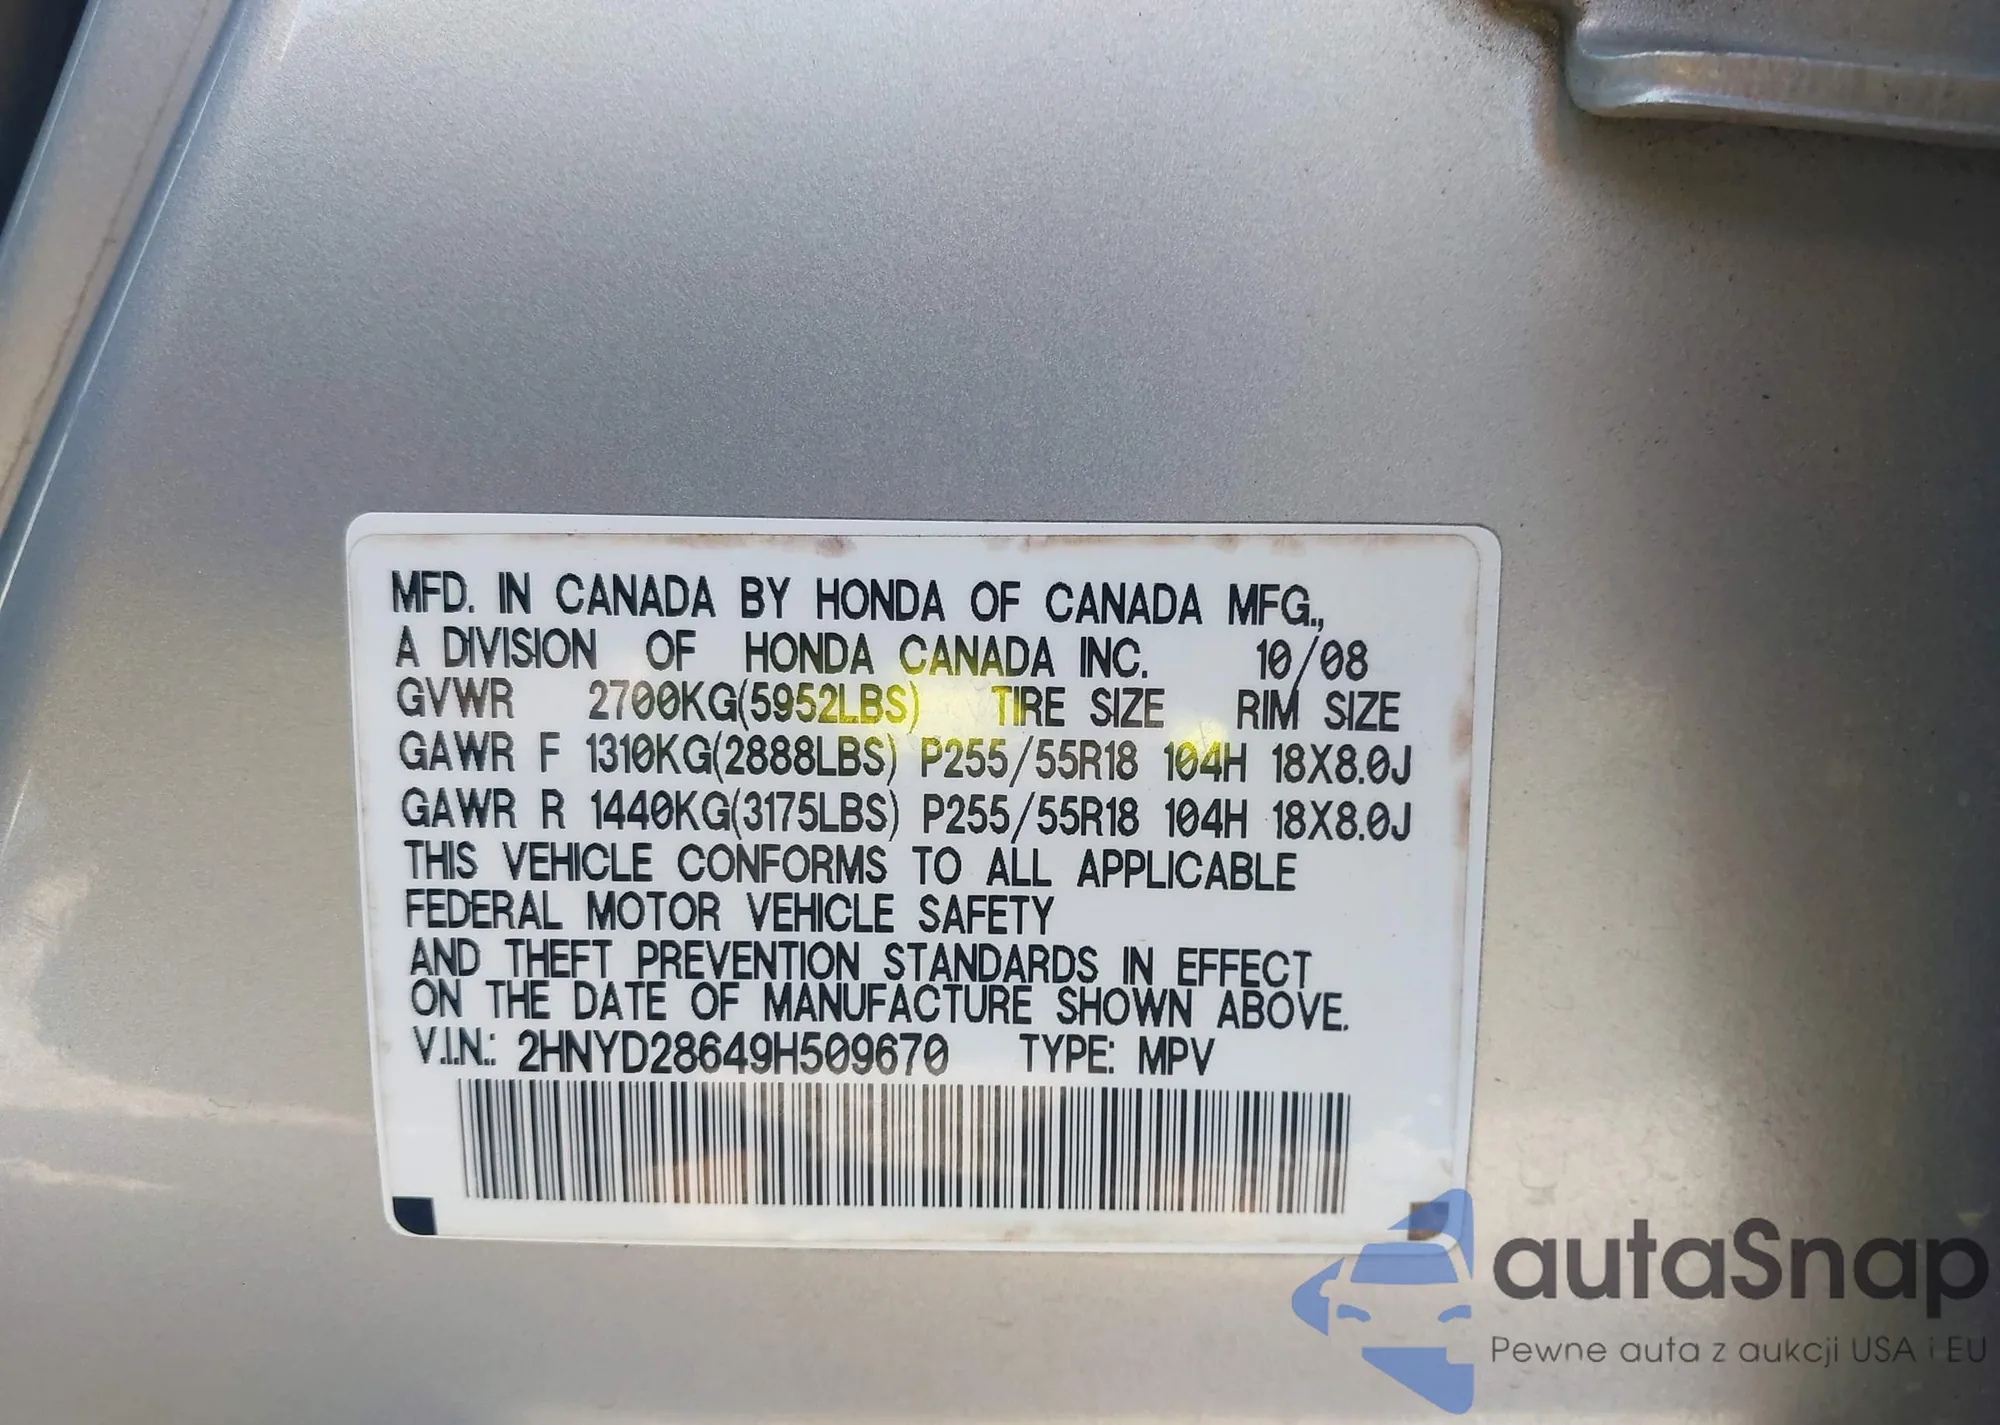 MFD. IN CANADA BY HONDA OF CANADA MFG.,
A DIVISION OF HONDA CANADA INC. 10/08
GVWR 2700KG(5952LBS) TIRE SIZE RIM SIZE
GAWR F 1310KG(2888LBS) P255/55R18 104H 18X8.0J
GAWR R 1440KG(3175LBS) P255/55R18 104H 18X8.0J
THIS VEHICLE CONFORMS TO ALL APPLICABLE
FEDERAL MOTOR VEHICLE SAFETY
AND THEFT PREVENTION STANDARDS IN EFFECT
ON THE DATE OF MANUFACTURE SHOWN ABOVE.
V.I.N.: 2HNYD28649H509670 TYPE: MPV
autaSnap
Pewne auta z aukcji USA i EU